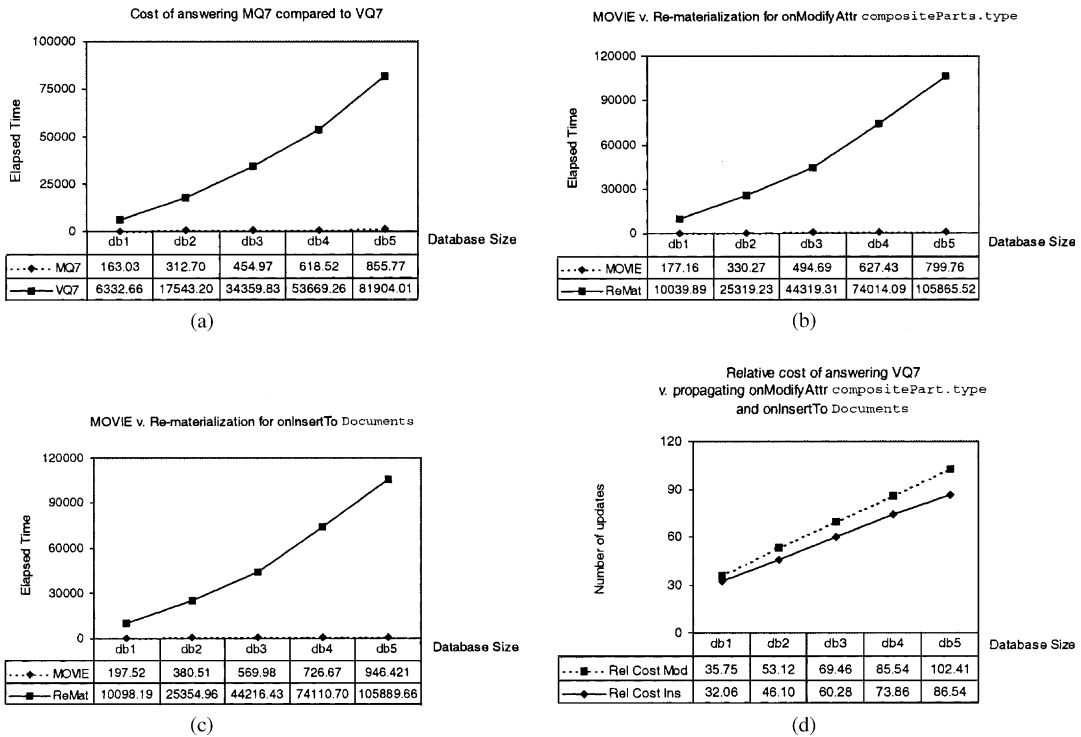 Cost of answering MQ7 compared to VQ7
100000
75000
50000
25000
0
Elapsed Time
db1 db2 db3 db4 db5
Database Size
MQ7 163.03 312.70 454.97 618.52 855.77
VQ7 6332.66 17543.20 34359.83 53669.26 81904.01
(a)
MOVIE v. Re-materialization for onModifyAttr compositeParts.type
120000
90000
60000
30000
0
Elapsed Time
db1 db2 db3 db4 db5
Database Size
MOVIE 177.16 330.27 494.69 627.43 799.76
ReMat 10039.89 25319.23 44319.31 74014.09 105865.52
(b)
MOVIE v. Re-materialization for onInsertTo Documents
120000
90000
60000
30000
0
Elapsed Time
db1 db2 db3 db4 db5
Database Size
MOVIE 197.52 380.51 569.98 726.67 946.421
ReMat 10098.19 25354.96 44216.43 74110.70 105889.66
(c)
Relative cost of answering VQ7
v. propagating onModifyAttr compositePart.type
and onInsertTo Documents
120
90
60
30
0
Number of updates
db1 db2 db3 db4 db5
Database Size
Rel Cost Mod 35.75 53.12 69.46 85.54 102.41
Rel Cost Ins 32.06 46.10 60.28 73.86 86.54
(d)